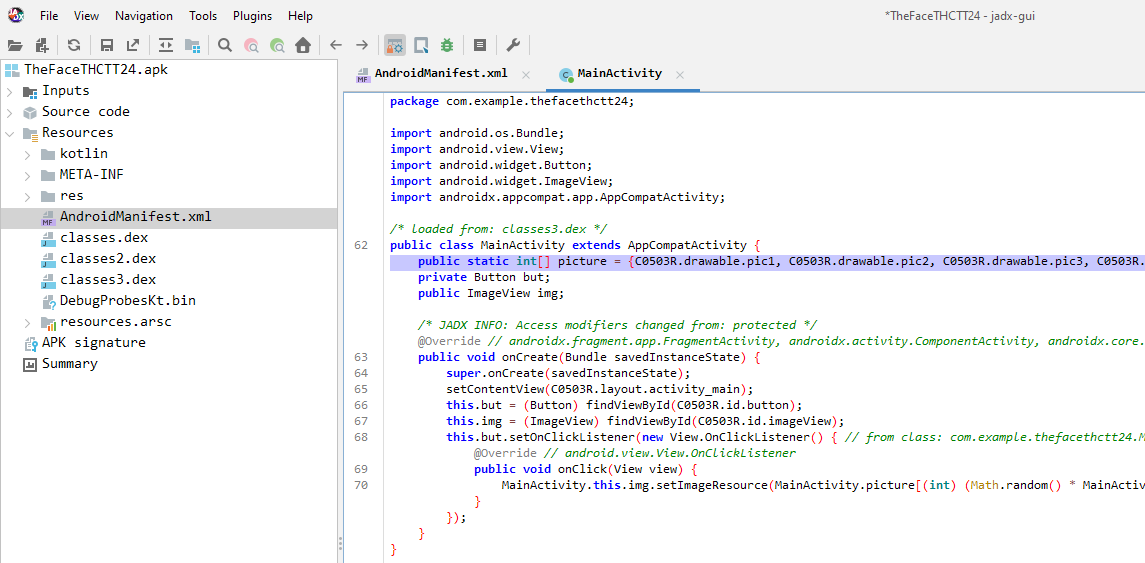 File View Navigation Tools Plugins Help
*TheFaceTHCTT24 - jadx-gui
TheFaceTHCTT24.apk
Inputs
Source code
Resources
kotlin
META-INF
res
AndroidManifest.xml
classes.dex
classes2.dex
classes3.dex
DebugProbesKt.bin
resources.arsc
APK signature
Summary
AndroidManifest.xml
MainActivity
package com.example.thefacethctt24;
import android.os.Bundle;
import android.view.View;
import android.widget.Button;
import android.widget.ImageView;
import androidx.appcompat.app.AppCompatActivity;
/* loaded from: classes3.dex */
62 public class MainActivity extends AppCompatActivity {
public static int[] picture = {C0503R.drawable.pic1, C0503R.drawable.pic2, C0503R.drawable.pic3, C0503R.
private Button but;
public ImageView img;
/* JADX INFO: Access modifiers changed from: protected */
@Override // androidx.fragment.app.FragmentActivity, androidx.activity.ComponentActivity, androidx.core.
63 public void onCreate(Bundle savedInstanceState) {
64 super.onCreate(savedInstanceState);
65 setContentView(C0503R.layout.activity_main);
66 this.but = (Button) findViewById(C0503R.id.button);
67 this.img = (ImageView) findViewById(C0503R.id.imageView);
68 this.but.setOnClickListener(new View.OnClickListener() { // from class: com.example.thefacethctt24.M
@Override // android.view.View.OnClickListener
69 public void onClick(View view) {
70 MainActivity.this.img.setImageResource(MainActivity.picture[(int) (Math.random() * MainActiv
}
});
}
}